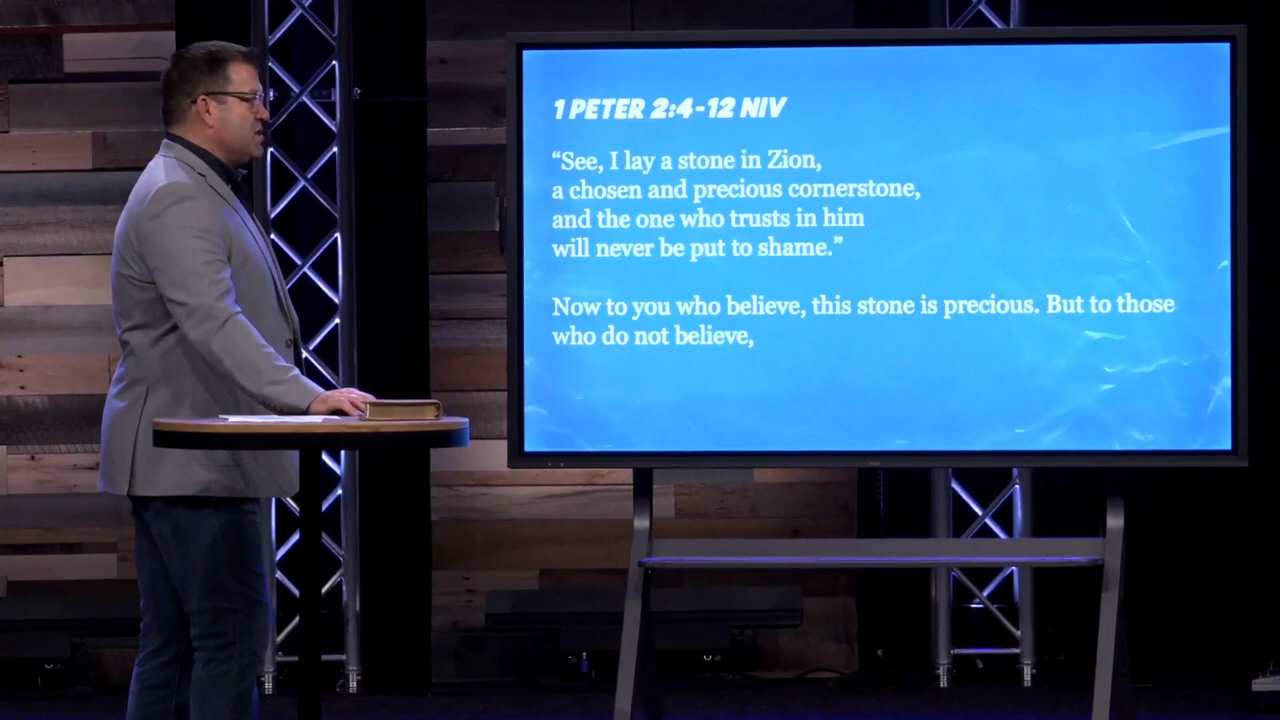 1 PETER 2:4-12 NIV
“See, I lay a stone in Zion,
a chosen and precious cornerstone,
and the one who trusts in him
will never be put to shame.”
Now to you who believe, this stone is precious. But to those
who do not believe,